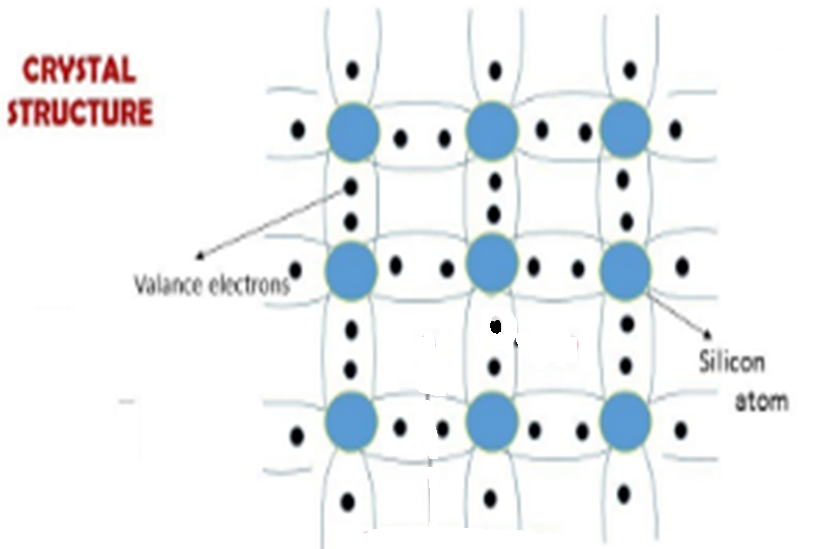 CRYSTAL
STRUCTURE
Valance electrons
Silicon
atom